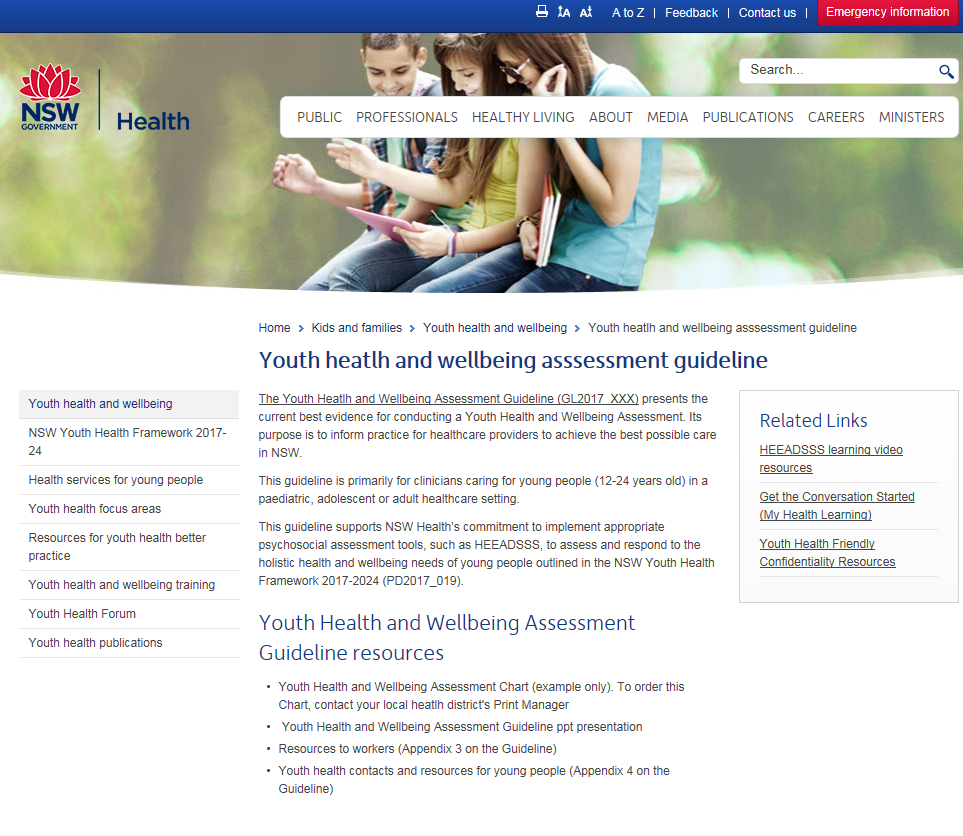 A to Z | Feedback | Contact us | Emergency information
Search...
NSW
GOVERNMENT
Health
PUBLIC PROFESSIONALS HEALTHY LIVING ABOUT MEDIA PUBLICATIONS CAREERS MINISTERS
Home > Kids and families > Youth health and wellbeing > Youth heatlh and wellbeing asssessment guideline
Youth heatlh and wellbeing asssessment guideline
Youth health and wellbeing
NSW Youth Health Framework 2017-
24
Health services for young people
Youth health focus areas
Resources for youth health better
practice
Youth health and wellbeing training
Youth Health Forum
Youth health publications
The Youth Heatlh and Wellbeing Assessment Guideline (GL2017_XXX) presents the
current best evidence for conducting a Youth Health and Wellbeing Assessment. Its
purpose is to inform practice for healthcare providers to achieve the best possible care
in NSW.
This guideline is primarily for clinicians caring for young people (12-24 years old) in a
paediatric, adolescent or adult healthcare setting.
This guideline supports NSW Health's commitment to implement appropriate
psychosocial assessment tools, such as HEEADSSS, to assess and respond to the
holistic health and wellbeing needs of young people outlined in the NSW Youth Health
Framework 2017-2024 (PD2017_019).
Youth Health and Wellbeing Assessment
Guideline resources
• Youth Health and Wellbeing Assessment Chart (example only). To order this
Chart, contact your local heatlh district's Print Manager
• Youth Health and Wellbeing Assessment Guideline ppt presentation
• Resources to workers (Appendix 3 on the Guideline)
• Youth health contacts and resources for young people (Appendix 4 on the
Guideline)
Related Links
HEEADSSS learning video
resources
Get the Conversation Started
(My Health Learning)
Youth Health Friendly
Confidentiality Resources